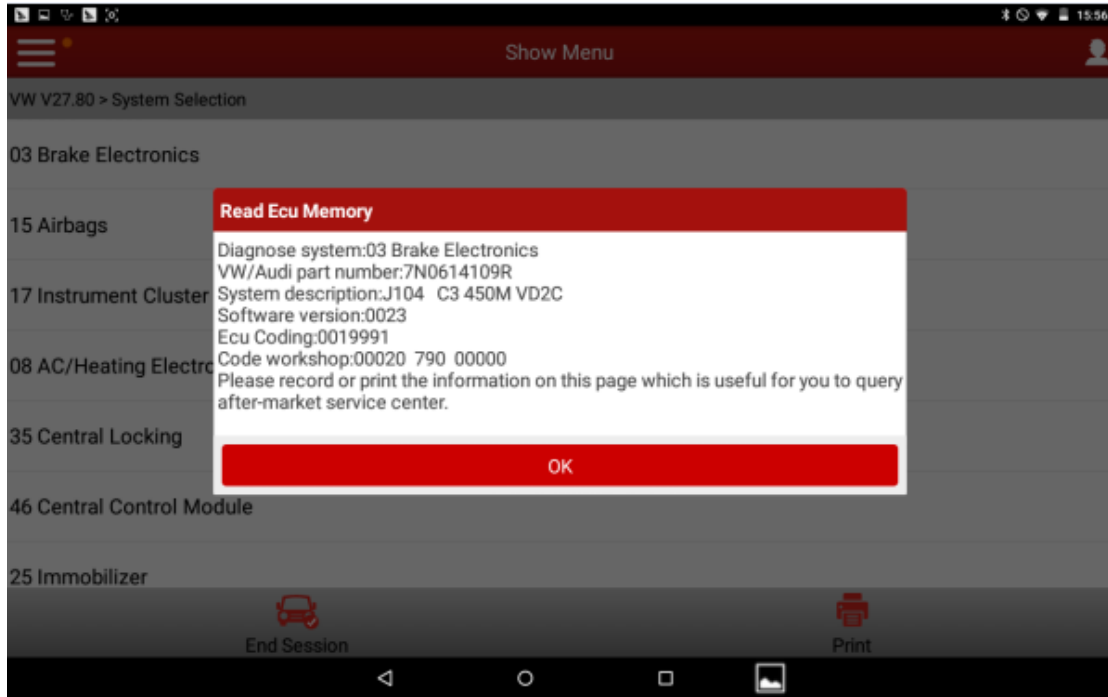 15:56
Show Menu
VW V27.80 > System Selection
03 Brake Electronics
15 Airbags
17 Instrument Cluster
08 AC/Heating
35 Central Locking
46 Central Control Module
25 Immobilizer
Read Ecu Memory
Diagnose system:03 Brake Electronics
VW/Audi part number:7N0614109R
System description:J104 C3 450M VD2C
Software version:0023
Ecu Coding:0019991
Code workshop:00020 790 00000
Please record or print the information on this page which is useful for you to query
after-market service center.
OK
End Session
Print